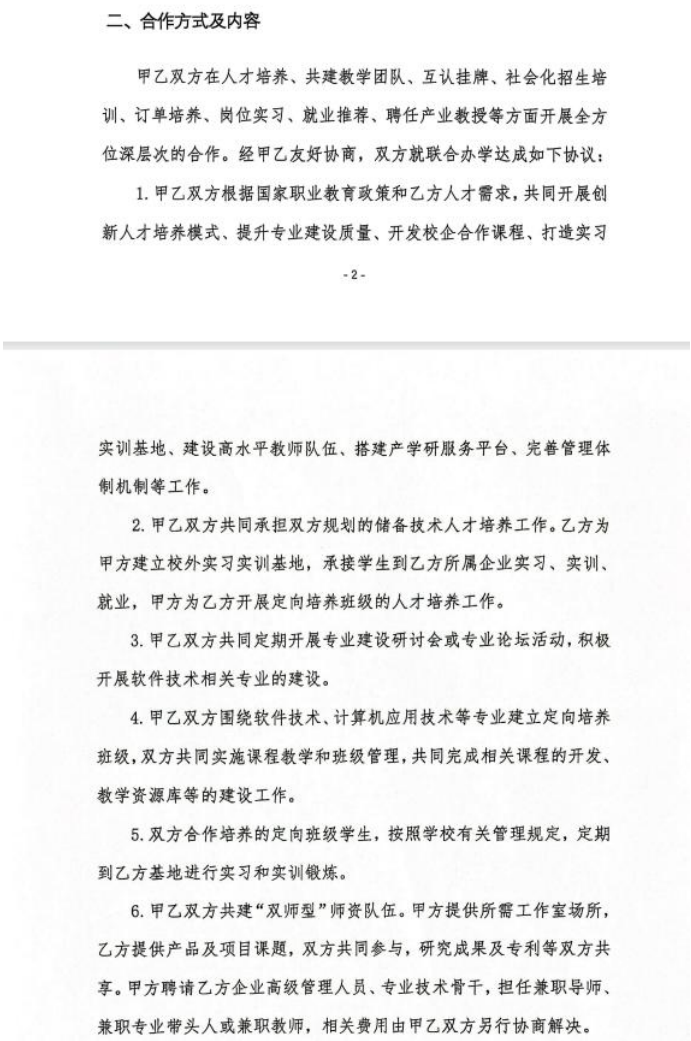 二、合作方式及内容
甲乙双方在人才培养、共建教学团队、互认挂牌、社会化招生培
训、订单培养、岗位实习、就业推荐、聘任产业教授等方面开展全方
位深层次的合作。经甲乙友好协商，双方就联合办学达成如下协议：
1.甲乙双方根据国家职业教育政策和乙方人才需求，共同开展创
新人才培养模式、提升专业建设质量、开发校企合作课程、打造实习
- 2 -
实训基地、建设高水平教师队伍、搭建产学研服务平台、完善管理体
制机制等工作。
2.甲乙双方共同承担双方规划的储备技术人才培养工作。乙方为
甲方建立校外实习实训基地，承接学生到乙方所属企业实习、实训、
就业，甲方为乙方开展定向培养班级的人才培养工作。
3.甲乙双方共同定期开展专业建设研讨会或专业论坛活动，积极
开展软件技术相关专业的建设。
4.甲乙双方围绕软件技术、计算机应用技术等专业建立定向培养
班级，双方共同实施课程教学和班级管理，共同完成相关课程的开发、
教学资源库等的建设工作。
5.双方合作培养的定向班级学生，按照学校有关管理规定，定期
到乙方基地进行实习和实训锻炼。
6.甲乙双方共建“双师型”师资队伍。甲方提供所需工作室场所，
乙方提供产品及项目课题，双方共同参与，研究成果及专利等双方共
享。甲方聘请乙方企业高级管理人员、专业技术骨干，担任兼职导师、
兼职专业带头人或兼职教师，相关费用由甲乙双方另行协商解决。